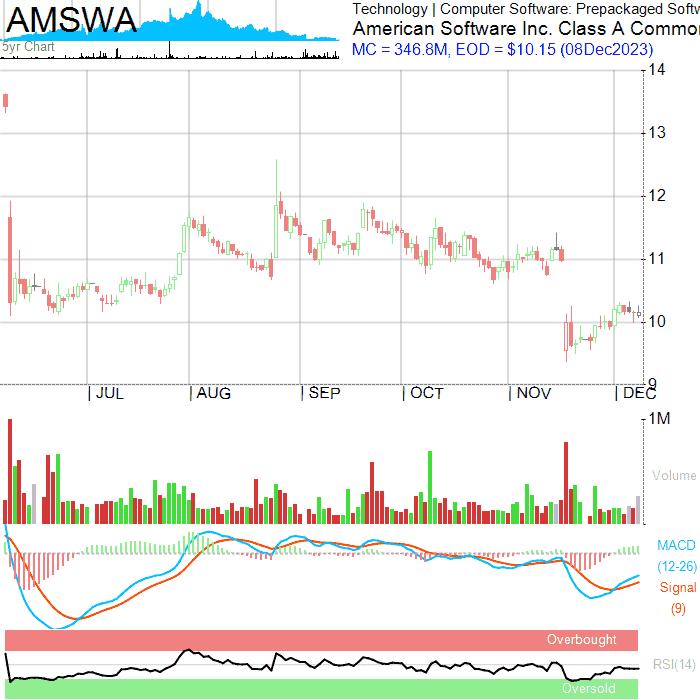 AMSWA
5yr Chart
Technology | Computer Software: Prepackaged Softw
American Software Inc. Class A Commo
MC = 346.8M, EOD = $10.15 (08Dec2023)
14
13
12
11
10
9
JUL AUG SEP OCT NOV DEC
1M
Volume
MACD
(12-26)
Signal
(9)
Overbought
RSI(14)
Oversold